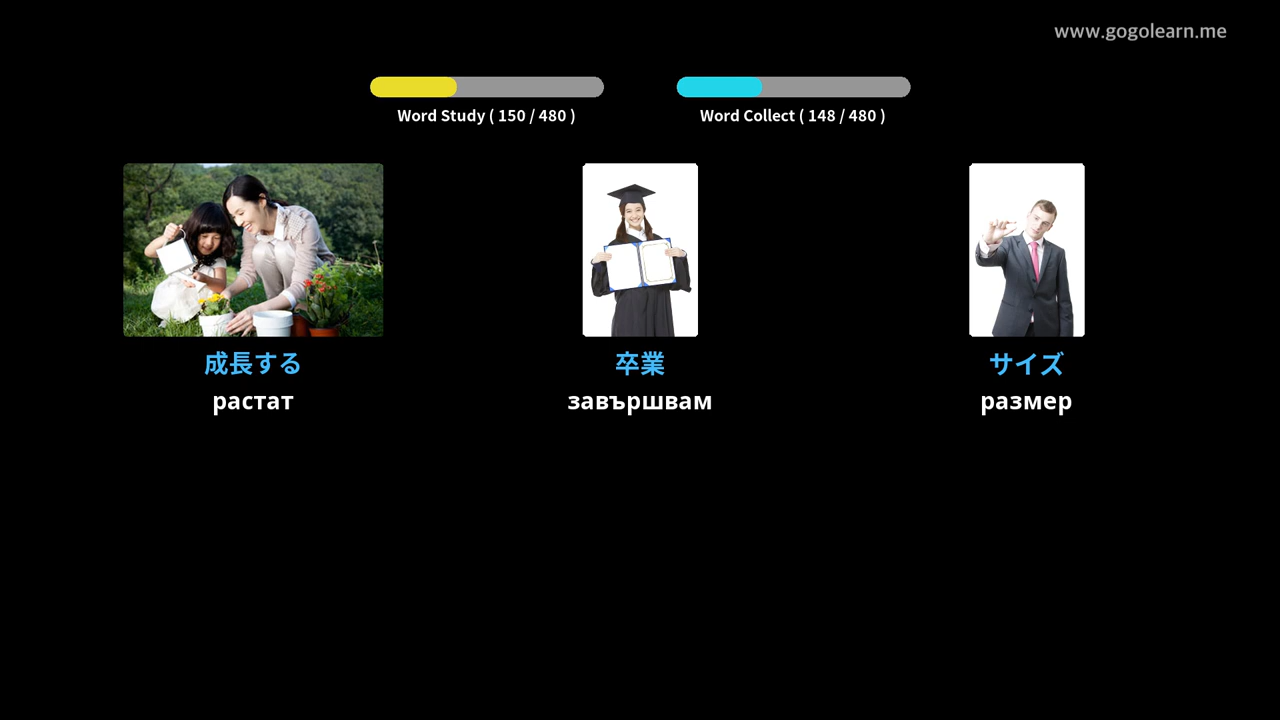 www.gogolearn.me
Word Study ( 150 / 480 )
Word Collect ( 148 / 480 )
成長する
растат
卒業
завършвам
サイズ
размер